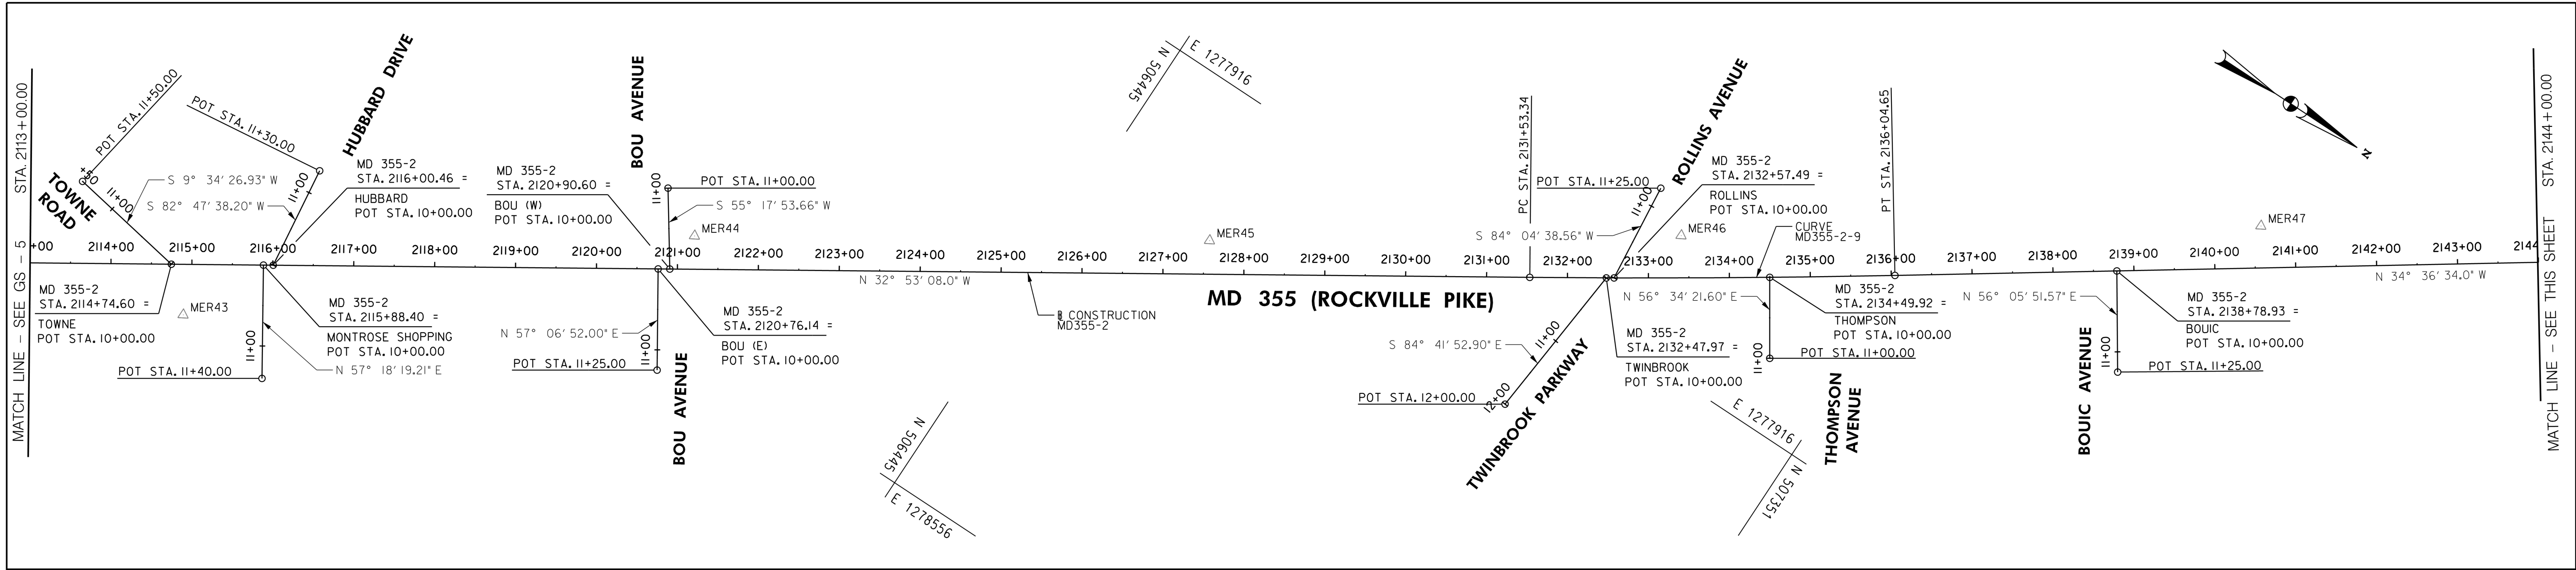 MATCH LINE - SEE GS - 5 STA. 2113+00.00
POT STA. 11+50.00
+50
11+00
TOWNE
ROAD
S 9° 34' 26.93" W
POT STA. 11+30.00
S 82° 47' 38.20" W
11+00
HUBBARD DRIVE
MD 355-2
STA. 2116+00.46 =
HUBBARD
POT STA. 10+00.00
MD 355-2
STA. 2120+90.60 =
BOU (W)
POT STA. 10+00.00
BOU AVENUE
11+00
POT STA. 11+00.00
S 55° 17' 53.66" W
MER44
N 506445
E 1277916
MER45
PC STA. 2131+53.34
POT STA. 11+25.00
11+00
S 84° 04' 38.56" W
ROLLINS AVENUE
MD 355-2
STA. 2132+57.49 =
ROLLINS
POT STA. 10+00.00
MER46
CURVE
MD355-2-9
PT STA. 2136+04.65
MER47
N
MATCH LINE - SEE THIS SHEET STA. 2144+00.00
+00 2114+00 2115+00 2116+00 2117+00 2118+00 2119+00 2120+00 2121+00 2122+00 2123+00 2124+00 2125+00 2126+00 2127+00 2128+00 2129+00 2130+00 2131+00 2132+00 2133+00 2134+00 2135+00 2136+00 2137+00 2138+00 2139+00 2140+00 2141+00 2142+00 2143+00 2144
MD 355-2
STA. 2114+74.60 =
TOWNE
POT STA. 10+00.00
MER43
11+00
POT STA. 11+40.00
MD 355-2
STA. 2115+88.40 =
MONTROSE SHOPPING
POT STA. 10+00.00
N 57° 18' 19.21" E
N 57° 06' 52.00" E
11+00
POT STA. 11+25.00
BOU AVENUE
MD 355-2
STA. 2120+76.14 =
BOU (E)
POT STA. 10+00.00
N 32° 53' 08.0" W
℄ CONSTRUCTION
MD355-2
MD 355 (ROCKVILLE PIKE)
N 506445
E 1278556
S 84° 41' 52.90" E
11+00
POT STA. 12+00.00
12+00
TWINBROOK PARKWAY
MD 355-2
STA. 2132+47.97 =
TWINBROOK
POT STA. 10+00.00
N 56° 34' 21.60" E
11+00
MD 355-2
STA. 2134+49.92 =
THOMPSON
POT STA. 10+00.00
POT STA. 11+00.00
THOMPSON
AVENUE
E 1277916
N 507351
N 56° 05' 51.57" E
11+00
BOUIC AVENUE
MD 355-2
STA. 2138+78.93 =
BOUIC
POT STA. 10+00.00
POT STA. 11+25.00
N 34° 36' 34.0" W